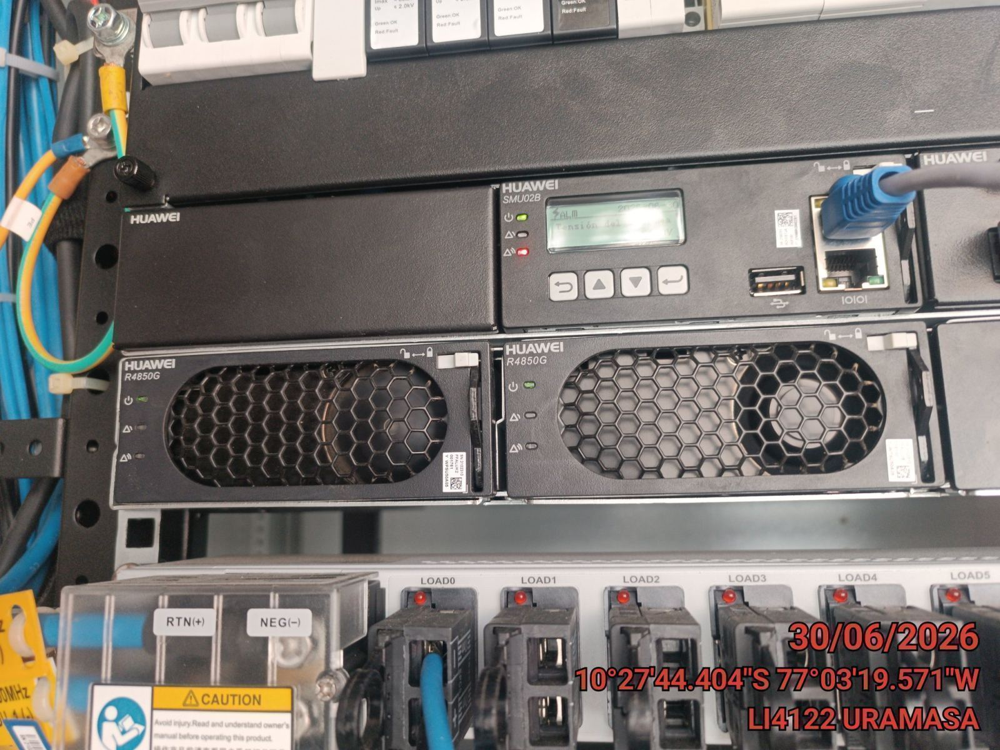 Imax
Up ≤ 2.0kV
Green:OK
Red:Fault
Up
Green:OK
Red:Fault
Green:OK
Red:Fault
Green:OK
Red:Fault
HUAWEI
HUAWEI
SMU02B
HUAWEI
ALM
Tensión del
V
IOIOI
PE
HUAWEI
R4850G
HUAWEI
R4850G
LOAD0
LOAD1
LOAD2
LOAD3
LOAD4
LOAD5
RTN(+)
NEG(−)
CAUTION
Avoid injury.Read and understand owner's
manual before operating this product.
30/06/2026
10°27'44.404"S 77°03'19.571"W
LI4122 URAMASA